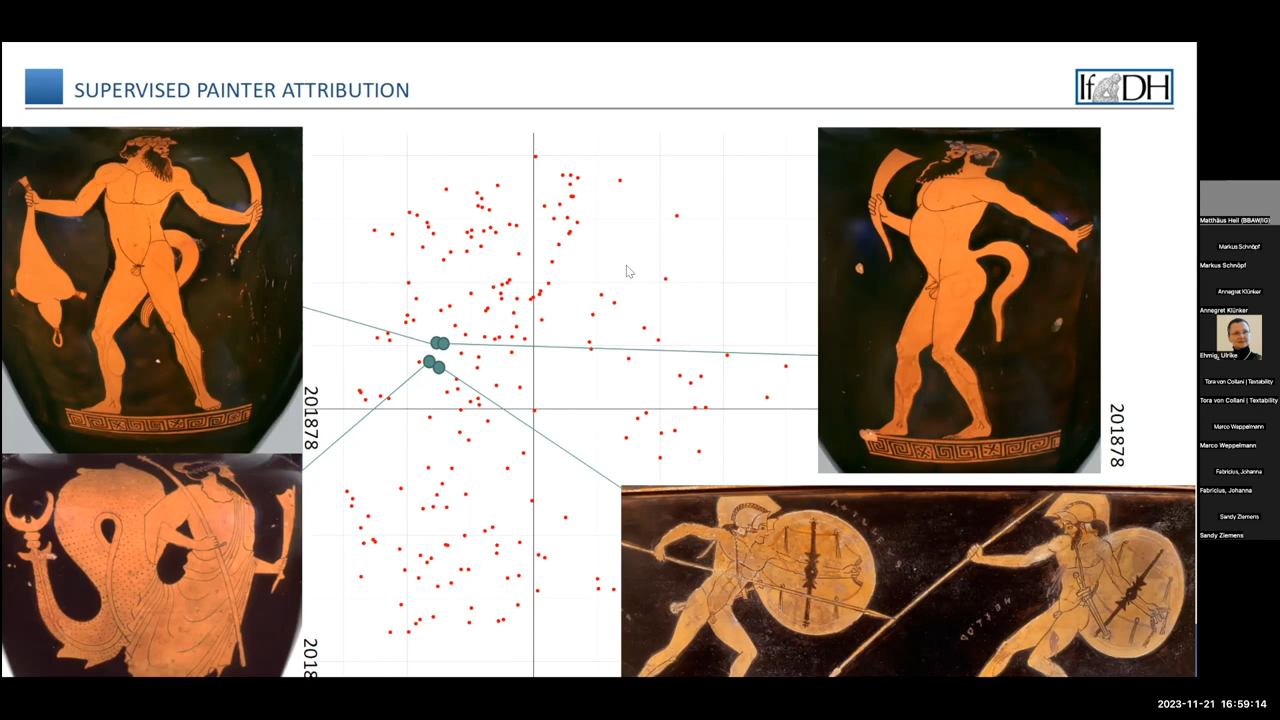 SUPERVISED PAINTER ATTRIBUTION
If DH
201878
201878
2018
Matthäus Heil (BBAW/IG)
Markus Schnöpf
Markus Schnöpf
Annegret Klünker
Annegret Klünker
Ehmig, Ulrike
Tora von Collani | Textability
Tora von Collani | Textability
Marco Weppelmann
Marco Weppelmann
Fabricius, Johanna
Fabricius, Johanna
Sandy Ziemens
Sandy Ziemens
2023-11-21 16:59:14